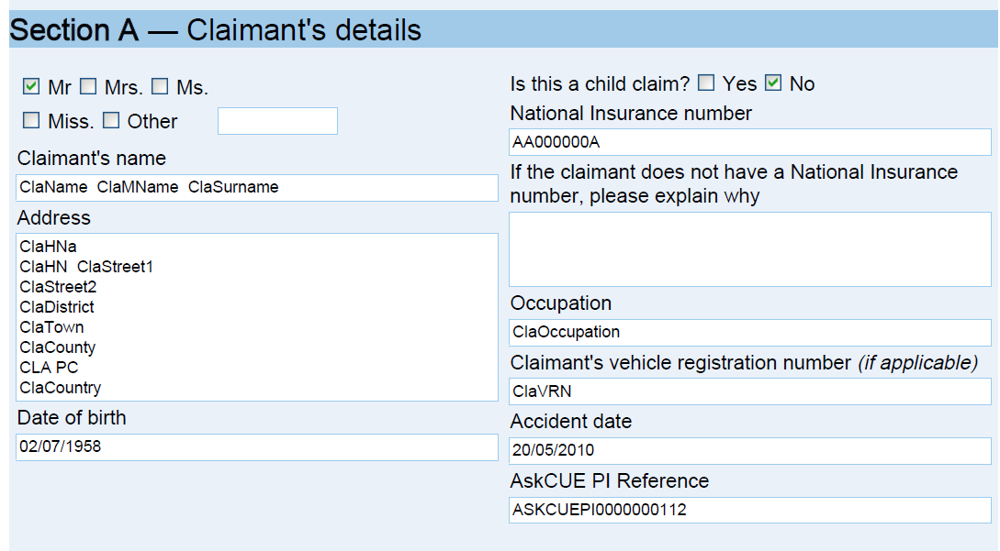 Section A — Claimant's details
Mr Mrs. Ms.
Miss. Other
Claimant's name
ClaName ClaMName ClaSurname
Address
ClaHNa
ClaHN ClaStreet1
ClaStreet2
ClaDistrict
ClaTown
ClaCounty
CLA PC
ClaCountry
Date of birth
02/07/1958
Is this a child claim? Yes No
National Insurance number
AA000000A
If the claimant does not have a National Insurance
number, please explain why
Occupation
ClaOccupation
Claimant's vehicle registration number (if applicable)
ClaVRN
Accident date
20/05/2010
AskCUE PI Reference
ASKCUEPI0000000112